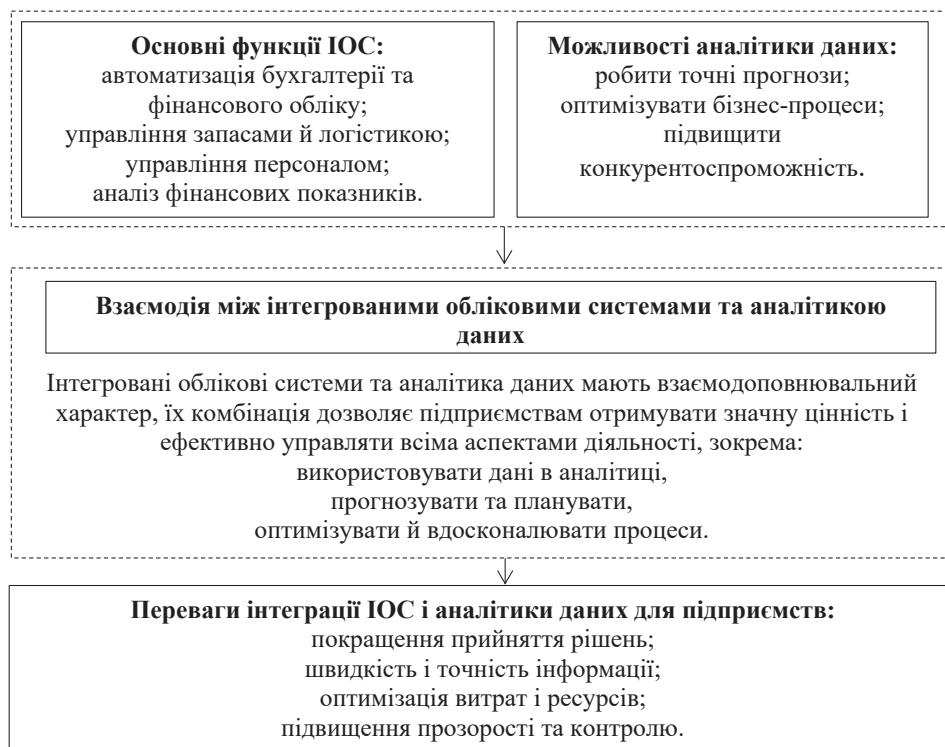 Основні функції ІОС:
автоматизація бухгалтерії та
фінансового обліку;
управління запасами й логістикою;
управління персоналом;
аналіз фінансових показників.
Можливості аналітики даних:
робити точні прогнози;
оптимізувати бізнес-процеси;
підвищити
конкурентоспроможність.
Взаємодія між інтегрованими обліковими системами та аналітикою
даних
Інтегровані облікові системи та аналітика даних мають взаємодоповнювальний
характер, їх комбінація дозволяє підприємствам отримувати значну цінність і
ефективно управляти всіма аспектами діяльності, зокрема:
використовувати дані в аналітиці,
прогнозувати та планувати,
оптимізувати й вдосконалювати процеси.
Переваги інтеграції ІОС і аналітики даних для підприємств:
покращення прийняття рішень;
швидкість і точність інформації;
оптимізація витрат і ресурсів;
підвищення прозорості та контролю.